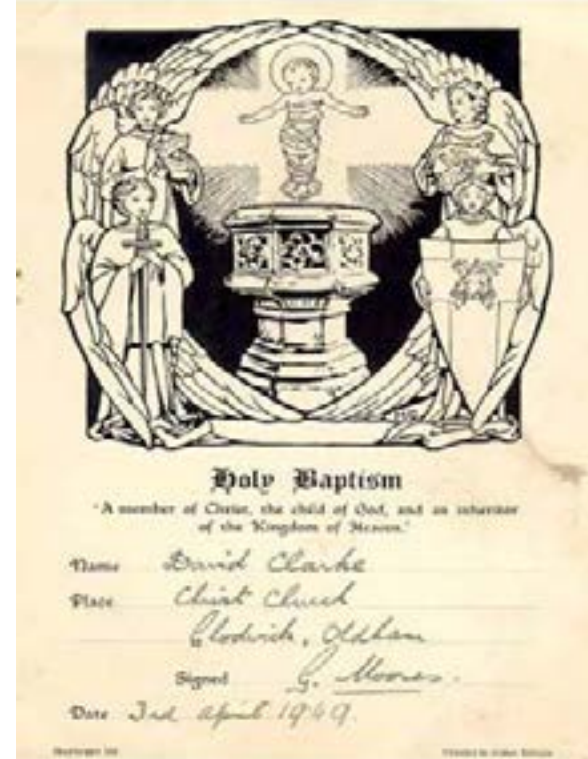 Holy Baptism
"A member of Christ, the child of God, and an inheritor
of the Kingdom of Heaven."
Name David Clarke
Place Christ Church
Glodwick, Oldham
Signed G. Moores.
Date 3rd April 1949.